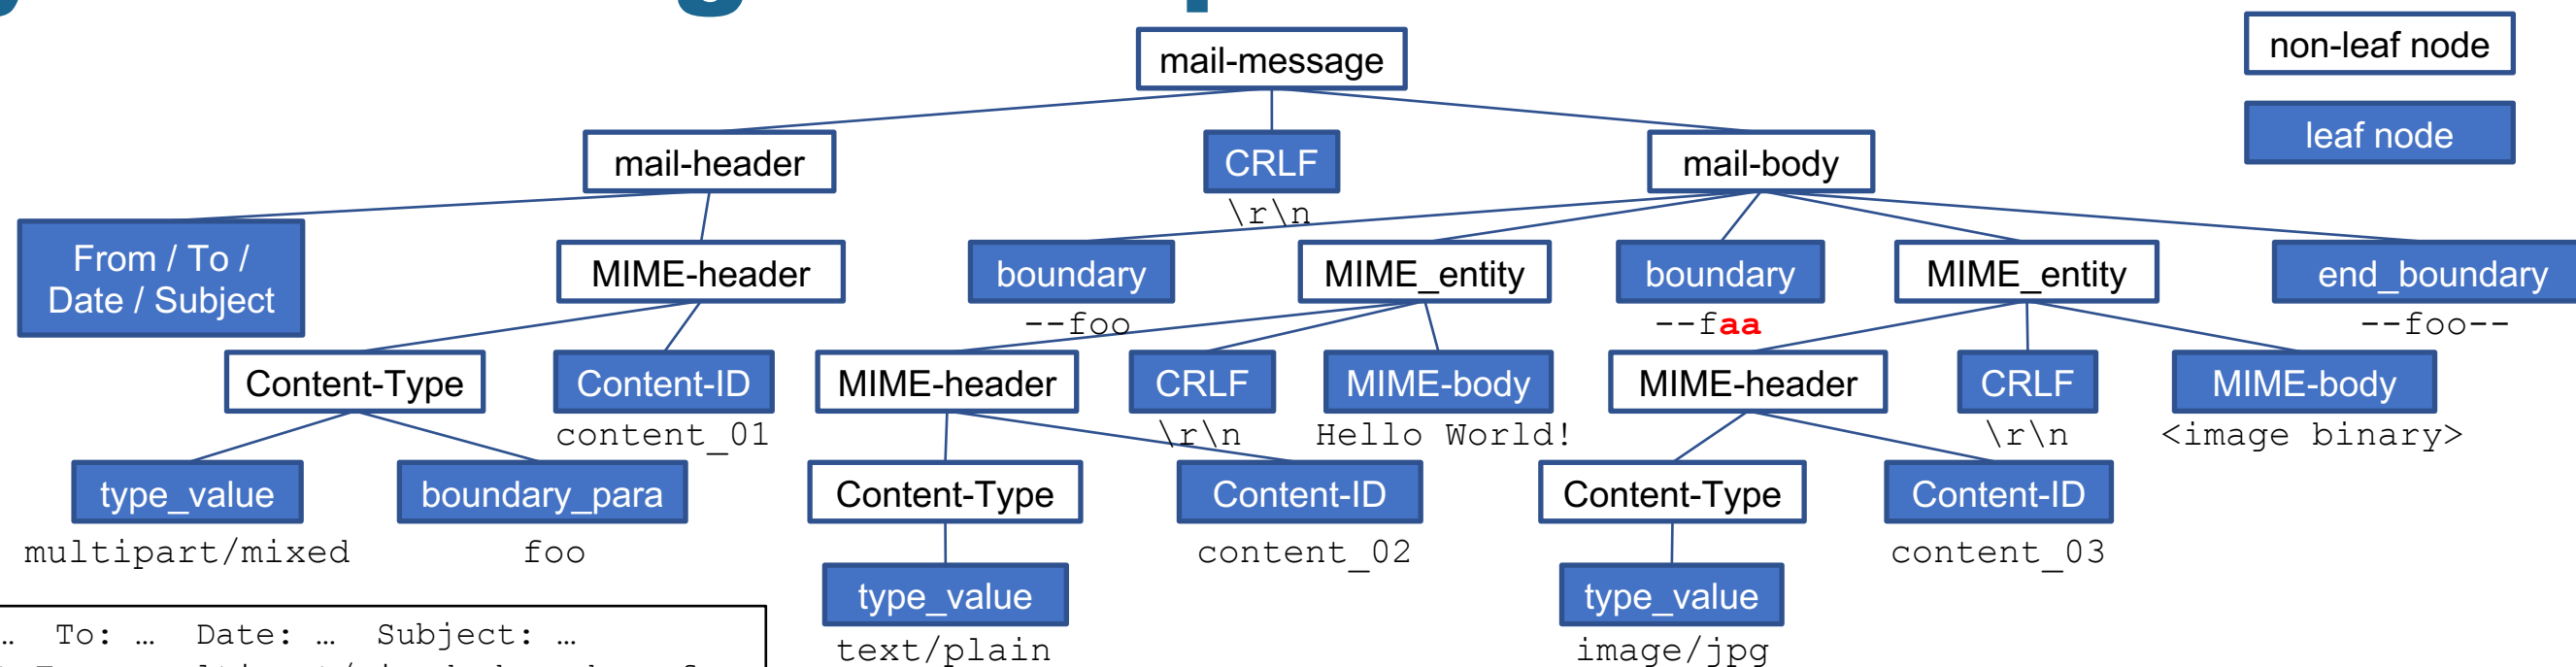 mail-message
non-leaf node
leaf node
mail-header
CRLF
\r\n
mail-body
From / To /
Date / Subject
MIME-header
boundary
--foo
MIME_entity
boundary
--faa
MIME_entity
end_boundary
--foo--
Content-Type
Content-ID
content_01
MIME-header
CRLF
\r\n
MIME-body
Hello World!
MIME-header
CRLF
\r\n
MIME-body
<image binary>
type_value
multipart/mixed
boundary_para
foo
Content-Type
Content-ID
content_02
Content-Type
Content-ID
content_03
type_value
text/plain
type_value
image/jpg
… To: … Date: … Subject: …